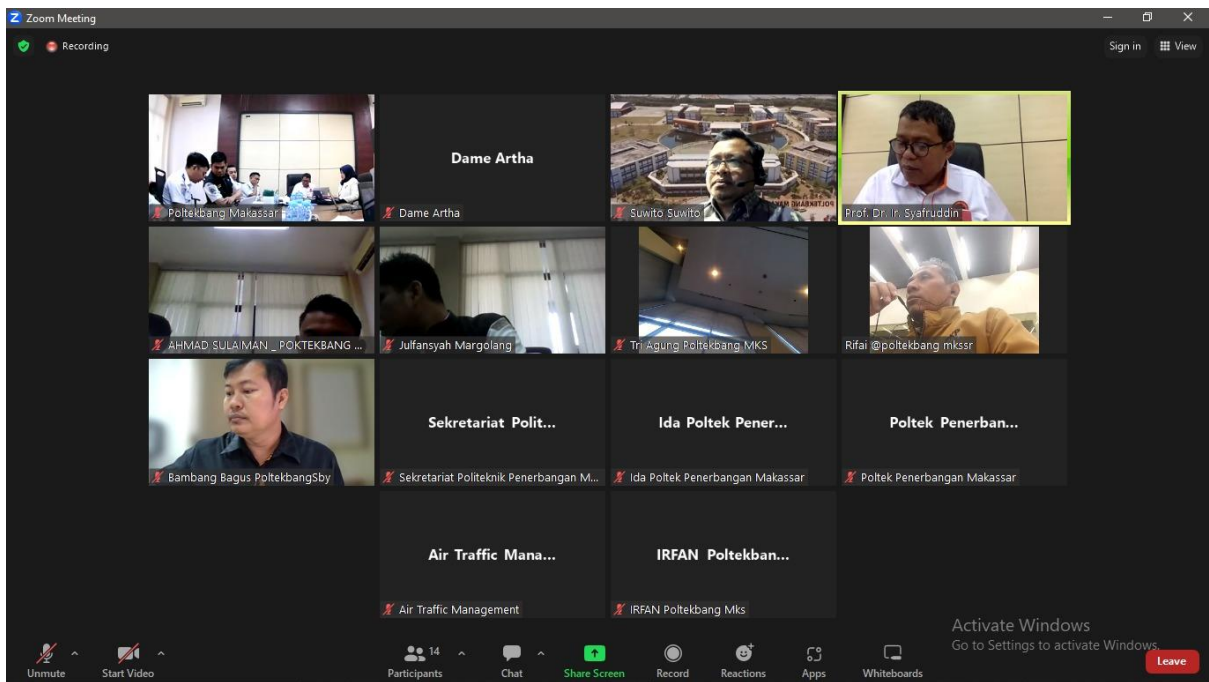 Zoom Meeting
Recording
Sign in
View
Poltekbang Makassar
Dame Artha
Dame Artha
Suwito Suwito
POLTEKBANG MAKA
Prof. Dr. Ir. Syafruddin
AHMAD SULAIMAN _ POKTEKBANG ...
Julfansyah Margolang
Tri Agung Poltekbang MKS
Rifai @poltekbang mkssr
Bambang Bagus PoltekbangSby
Sekretariat Polit...
Sekretariat Politeknik Penerbangan M...
Ida Poltek Pener...
Ida Poltek Penerbangan Makassar
Poltek Penerban...
Poltek Penerbangan Makassar
Air Traffic Mana...
Air Traffic Management
IRFAN Poltekban...
IRFAN Poltekbang Mks
Activate Windows
Go to Settings to activate Windows.
Unmute
Start Video
14
Participants
Chat
Share Screen
Record
Reactions
Apps
Whiteboards
Leave